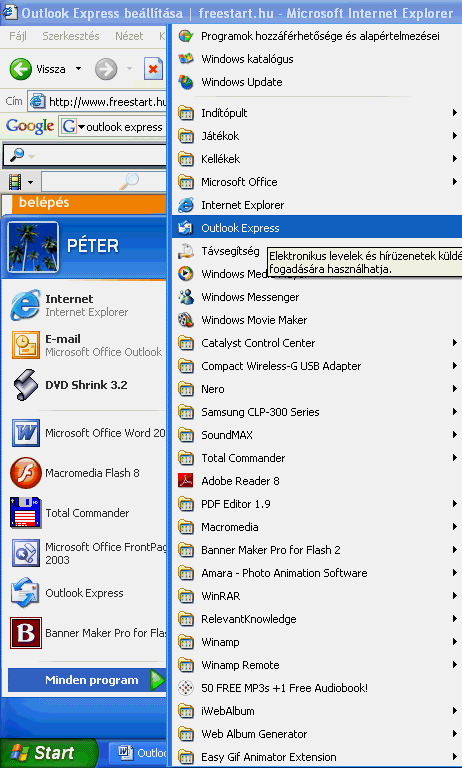 Outlook Express beállítása | freestart.hu - Microsoft Internet Explorer
Fájl Szerkesztés Nézet
Vissza
Cím http://www.freestart.hu
Google outlook express
belépés
PÉTER
Internet
Internet Explorer
E-mail
Microsoft Office Outlook
DVD Shrink 3.2
Microsoft Office Word 20
Macromedia Flash 8
Total Commander
Microsoft Office FrontPag
2003
Outlook Express
Banner Maker Pro for Flas
Minden program
Start
Outlo
Programok hozzáférhetősége és alapértelmezései
Windows katalógus
Windows Update
Indítópult
Játékok
Kellékek
Microsoft Office
Internet Explorer
Outlook Express
Távsegítség
Elektronikus levelek és hírüzenetek küldé
fogadására használhatja.
Windows Med
Windows Messenger
Windows Movie Maker
Catalyst Control Center
Compact Wireless-G USB Adapter
Nero
Samsung CLP-300 Series
SoundMAX
Total Commander
Adobe Reader 8
PDF Editor 1.9
Macromedia
Banner Maker Pro for Flash 2
Amara - Photo Animation Software
WinRAR
RelevantKnowledge
Winamp
Winamp Remote
50 FREE MP3s +1 Free Audiobook!
iWebAlbum
Web Album Generator
Easy Gif Animator Extension